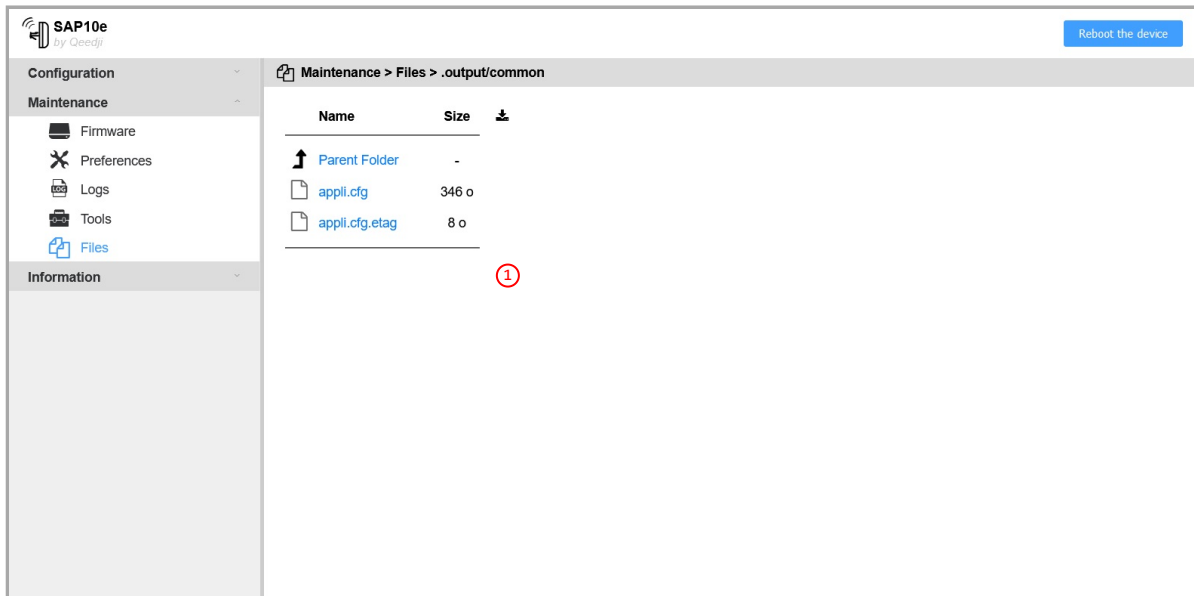 SAP10e
by Qeedji
Reboot the device
Configuration
Maintenance
Firmware
Preferences
LOG Logs
Tools
Files
Information
Maintenance > Files > .output/common
Name Size
Parent Folder -
appli.cfg 346 o
appli.cfg.etag 8 o
1